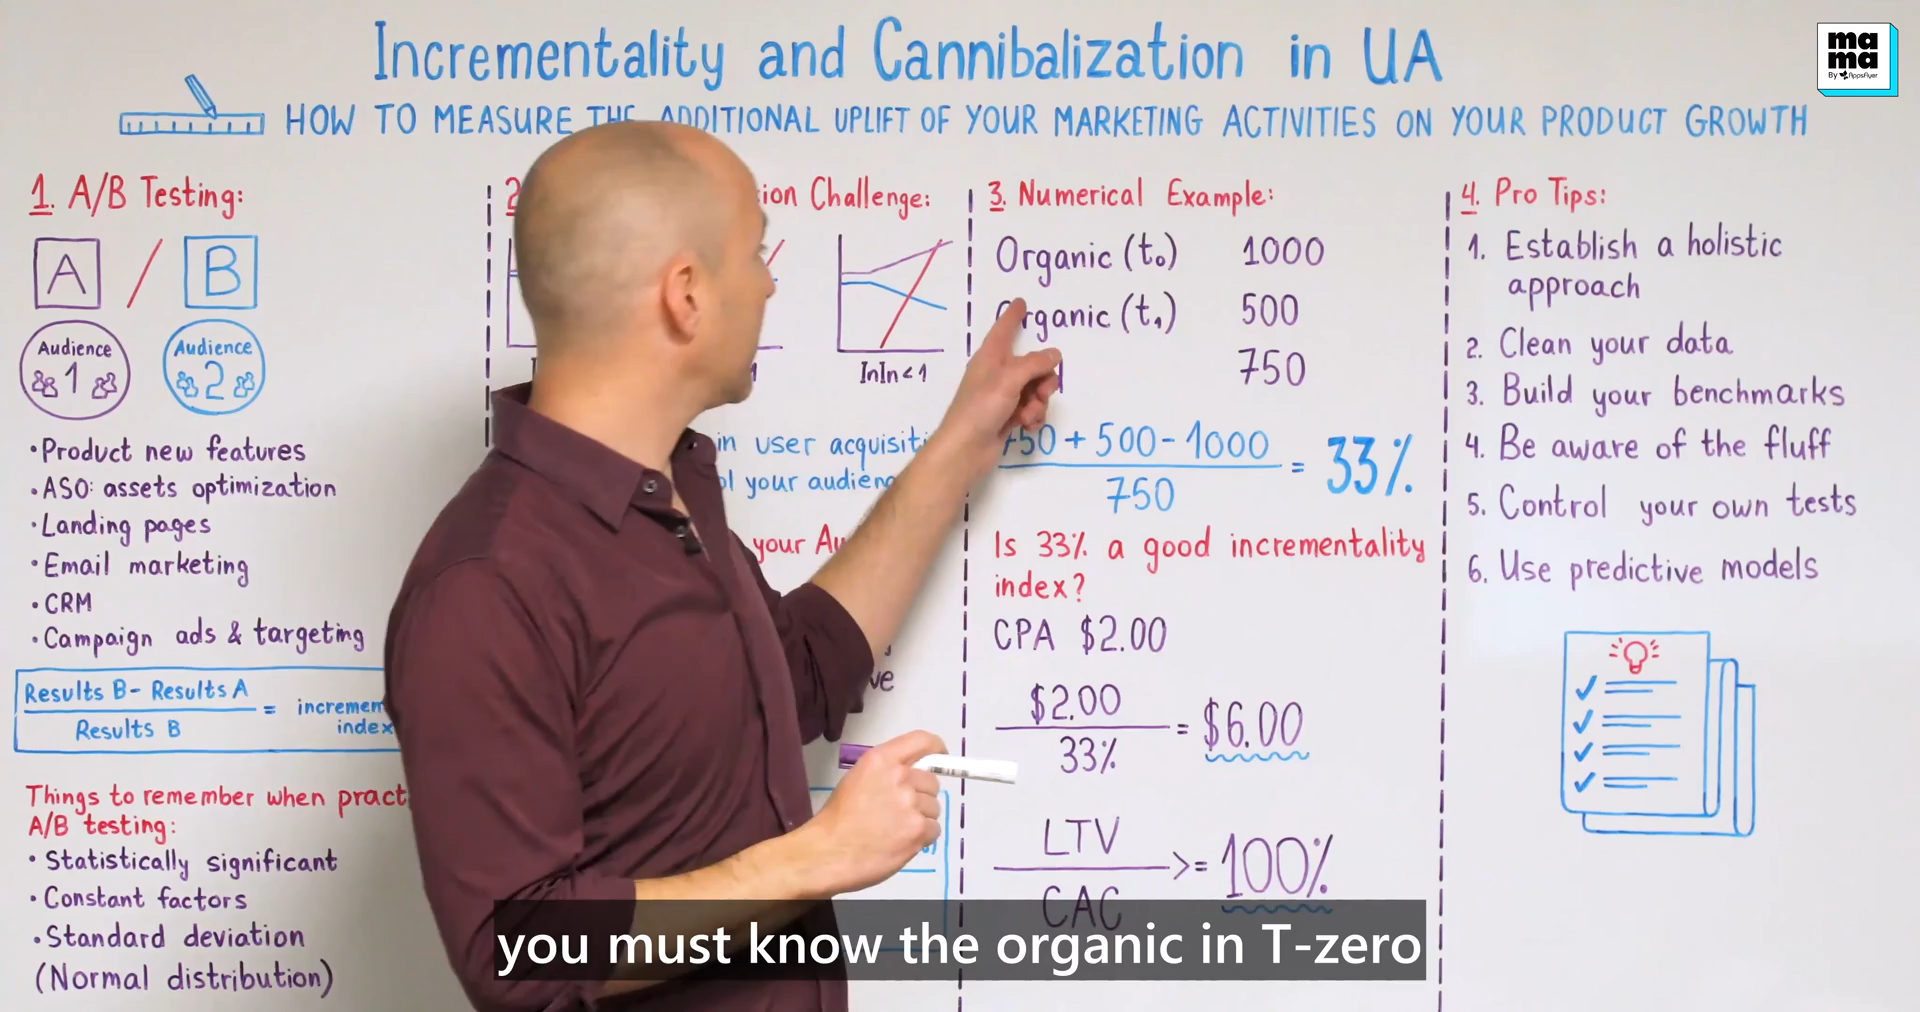 Incrementality and Cannibalization in UA
ma
ma
By AppsFlyer
HOW TO MEASURE THE ADDITIONAL UPLIFT OF YOUR MARKETING ACTIVITIES ON YOUR PRODUCT GROWTH
1. A/B Testing:
A / B
Audience
1
Audience
2
• Product new features
• ASO: assets optimization
• Landing pages
• Email marketing
• CRM
• Campaign ads & targeting
Results B - Results A
Results B
=
index
Things to remember when
A/B testing:
• Statistically significant
• Constant factors
• Standard deviation
(Normal distribution)
Challenge:
InIn < 1
in user
your
your
3. Numerical Example:
Organic (t₀) 1000
Organic (t₁) 500
750
750 + 500 - 1000
750
= 33%
Is 33% a good incrementality
index?
CPA $2.00
$2.00
33%
= $6.00
LTV
CAC
>= 100%
4. Pro Tips:
1. Establish a holistic
approach
2. Clean your data
3. Build your benchmarks
4. Be aware of the fluff
5. Control your own tests
6. Use predictive models
you must know the organic in T-zero